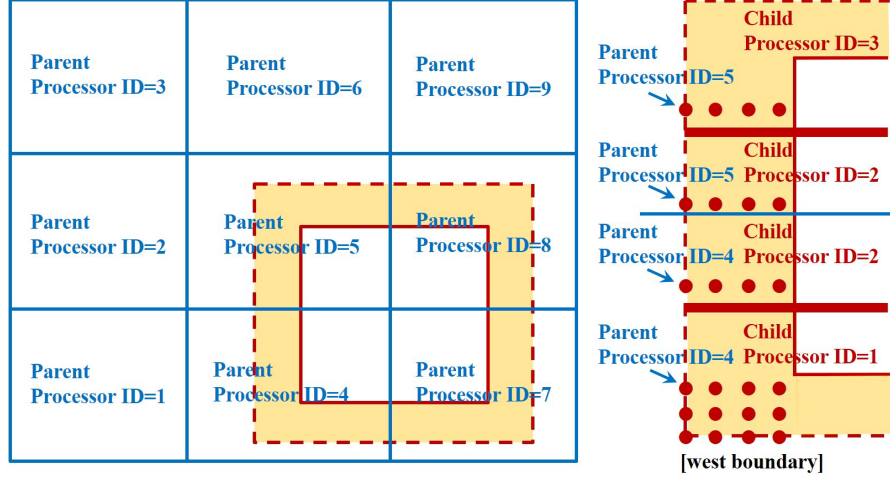 Parent
Processor ID=3
Parent
Processor ID=6
Parent
Processor ID=9
Parent
Processor ID=2
Parent
Processor ID=5
Parent
Processor ID=8
Parent
Processor ID=1
Parent
Processor ID=4
Parent
Processor ID=7
Child
Processor ID=3
Parent
Processor ID=5
Parent
Processor ID=5
Child
Processor ID=2
Parent
Processor ID=4
Child
Processor ID=2
Parent
Processor ID=4
Child
Processor ID=1
[west boundary]